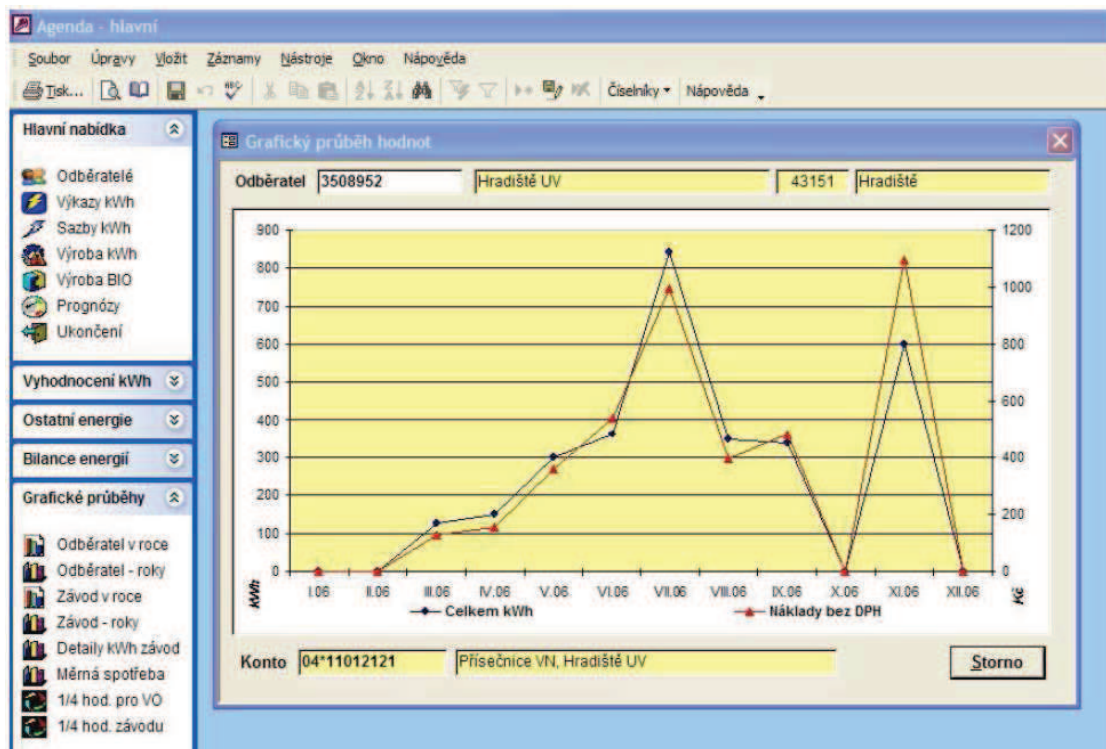 Agenda - hlavní
Soubor Úpravy Vložit Záznamy Nástroje Okno Nápověda
Tisk... Číselníky Nápověda
Hlavní nabídka
Odběratelé
Výkazy kWh
Sazby kWh
Výroba kWh
Výroba BIO
Prognózy
Ukončení
Vyhodnocení kWh
Ostatní energie
Bilance energií
Grafické průběhy
Odběratel v roce
Odběratel - roky
Závod v roce
Závod - roky
Detaily kWh závod
Měrná spotřeba
1/4 hod. pro VO
1/4 hod. závodu
Grafický průběh hodnot
Odběratel 3508952 Hradiště UV 43151 Hradiště
900
800
700
600
500
400
300
200
100
0
kWh
1200
1000
800
600
400
200
0
Kč
I.06 II.06 III.06 IV.06 V.06 VI.06 VII.06 VIII.06 IX.06 X.06 XI.06 XII.06
Celkem kWh Náklady bez DPH
Konto 04*11012121 Přísečnice VN, Hradiště UV Storno